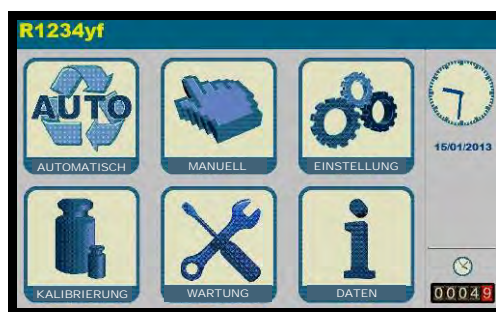 R1234yf
AUTO
AUTOMATISCH
MANUELL
EINSTELLUNG
15/01/2013
KALIBRIERUNG
WARTUNG
DATEN
00049